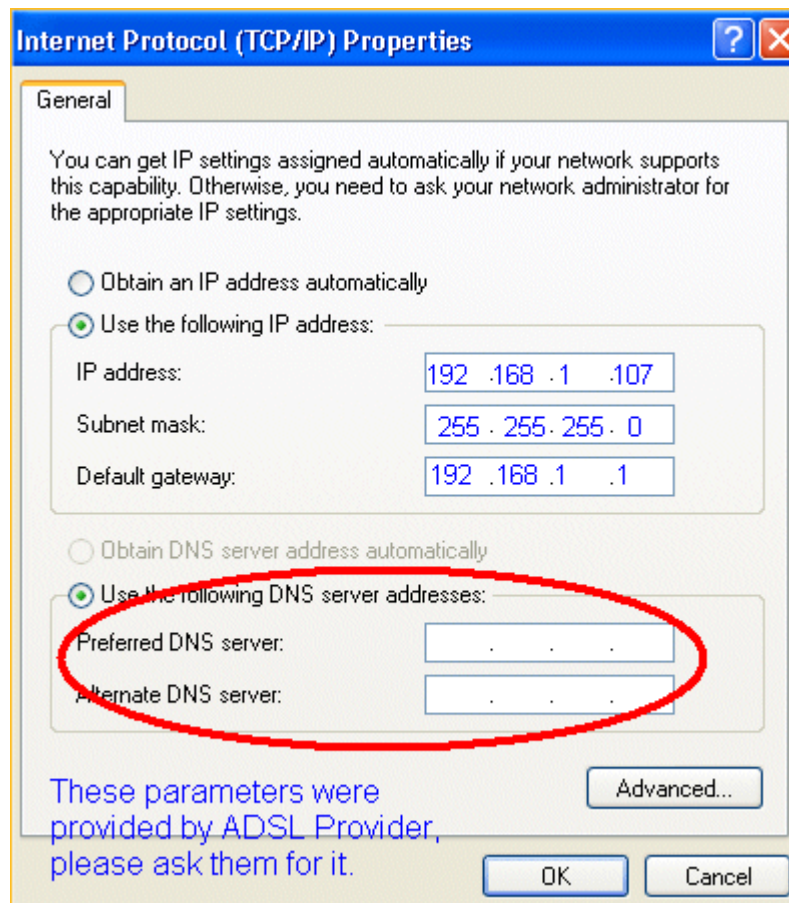 Internet Protocol (TCP/IP) Properties
General
You can get IP settings assigned automatically if your network supports
this capability. Otherwise, you need to ask your network administrator for
the appropriate IP settings.
Obtain an IP address automatically
Use the following IP address:
IP address: 192 .168 .1 .107
Subnet mask: 255 . 255 . 255 . 0
Default gateway: 192 .168 .1 .1
Obtain DNS server address automatically
Use the following DNS server addresses:
Preferred DNS server: . . .
Alternate DNS server: . . .
Advanced...
These parameters were
provided by ADSL Provider,
please ask them for it.
OK
Cancel